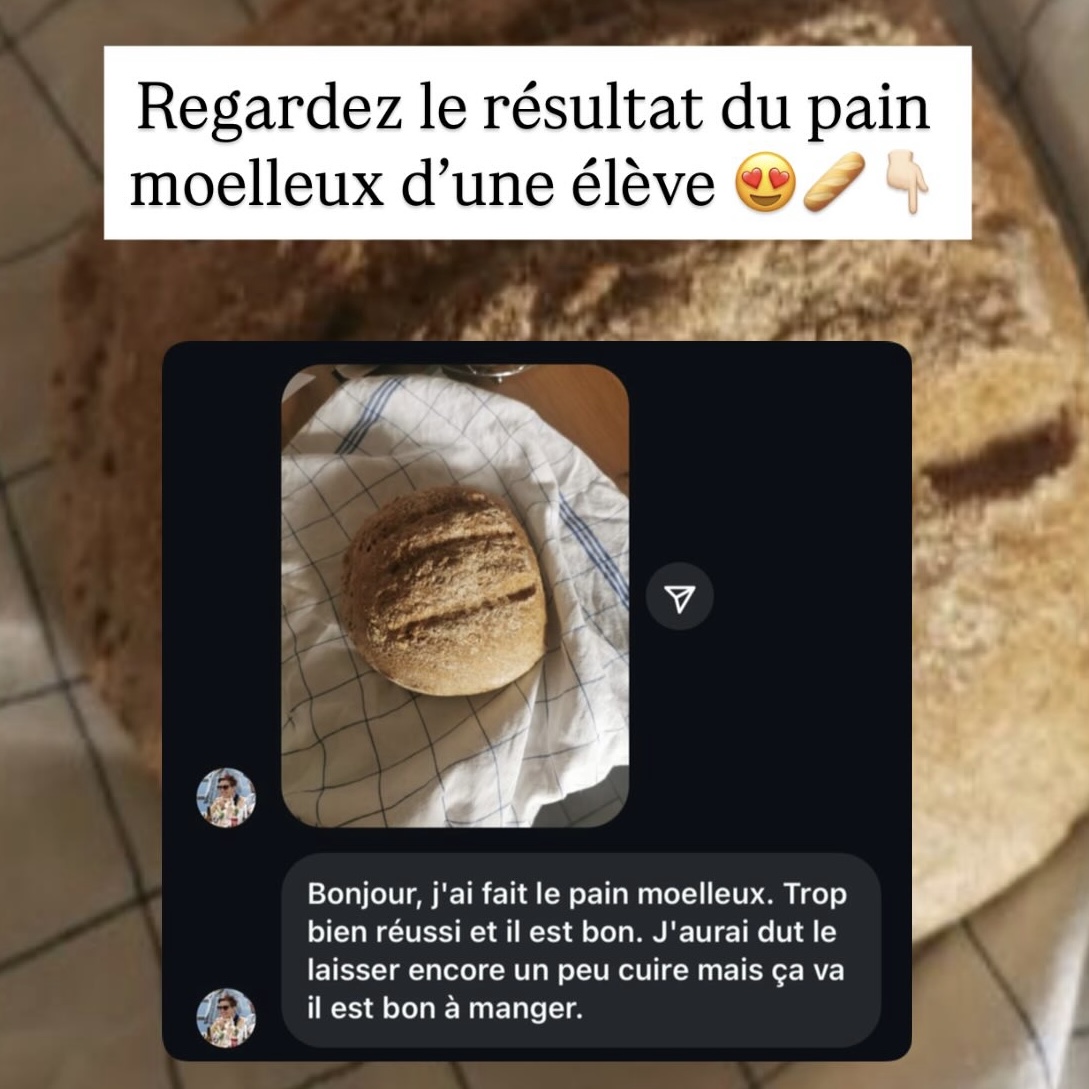 Regardez le résultat du pain
moelleux d’une élève 😍🥖👇🏻
Bonjour, j'ai fait le pain moelleux. Trop
bien réussi et il est bon. J'aurai dut le
laisser encore un peu cuire mais ça va
il est bon à manger.